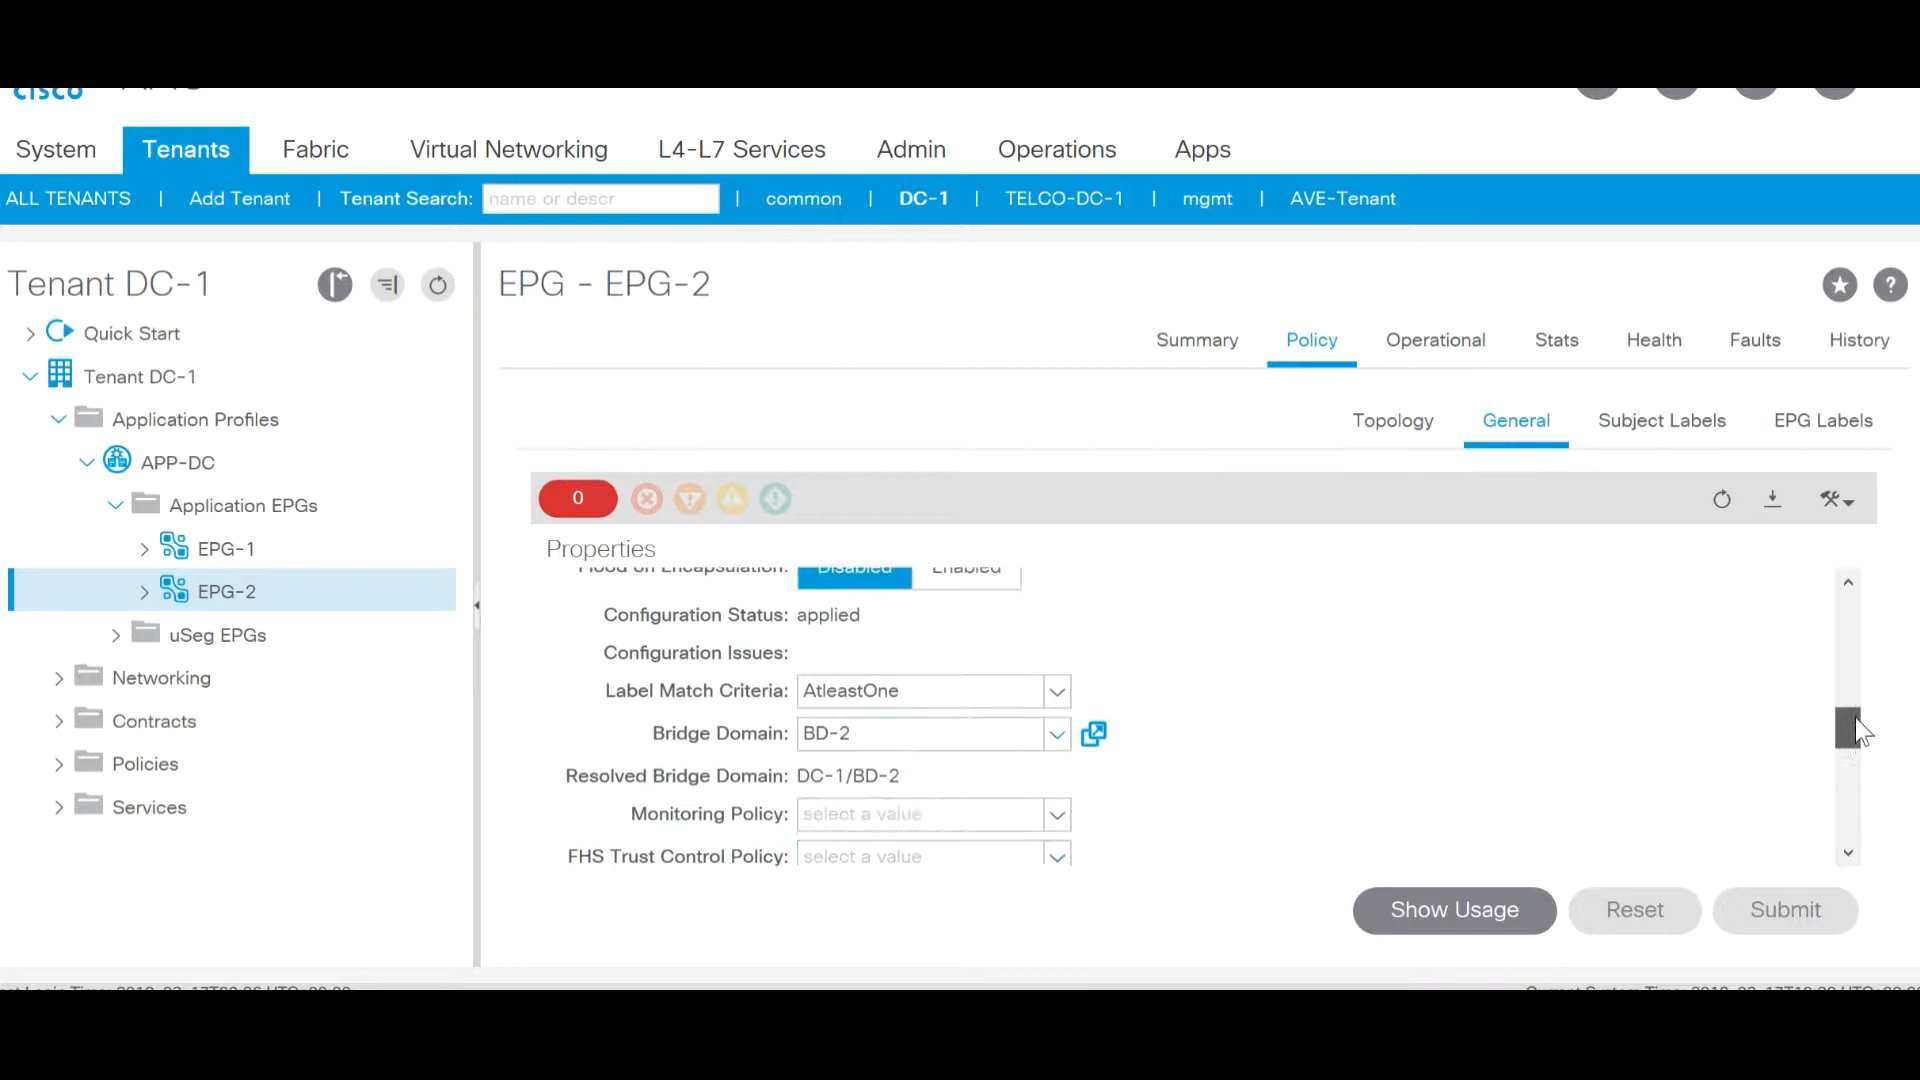 cisco
System Tenants Fabric Virtual Networking L4-L7 Services Admin Operations Apps
ALL TENANTS | Add Tenant | Tenant Search: name or descr | common | DC-1 | TELCO-DC-1 | mgmt | AVE-Tenant
Tenant DC-1
Quick Start
Tenant DC-1
Application Profiles
APP-DC
Application EPGs
EPG-1
EPG-2
uSeg EPGs
Networking
Contracts
Policies
Services
EPG - EPG-2
?
Summary Policy Operational Stats Health Faults History
Topology General Subject Labels EPG Labels
0
Properties
Flood on Encapsulation: Disabled Enabled
Configuration Status: applied
Configuration Issues:
Label Match Criteria: AtleastOne
Bridge Domain: BD-2
Resolved Bridge Domain: DC-1/BD-2
Monitoring Policy: select a value
FHS Trust Control Policy: select a value
Show Usage Reset Submit